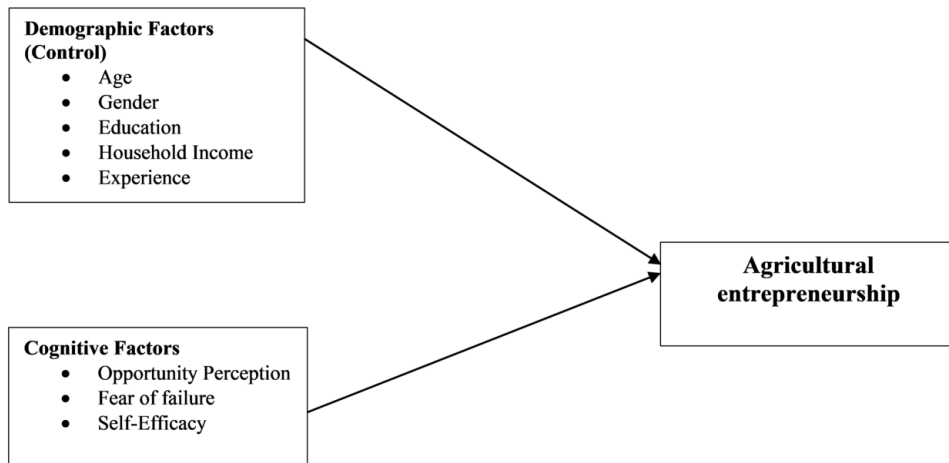 Demographic Factors
(Control)
• Age
• Gender
• Education
• Household Income
• Experience
Agricultural
entrepreneurship
Cognitive Factors
• Opportunity Perception
• Fear of failure
• Self-Efficacy